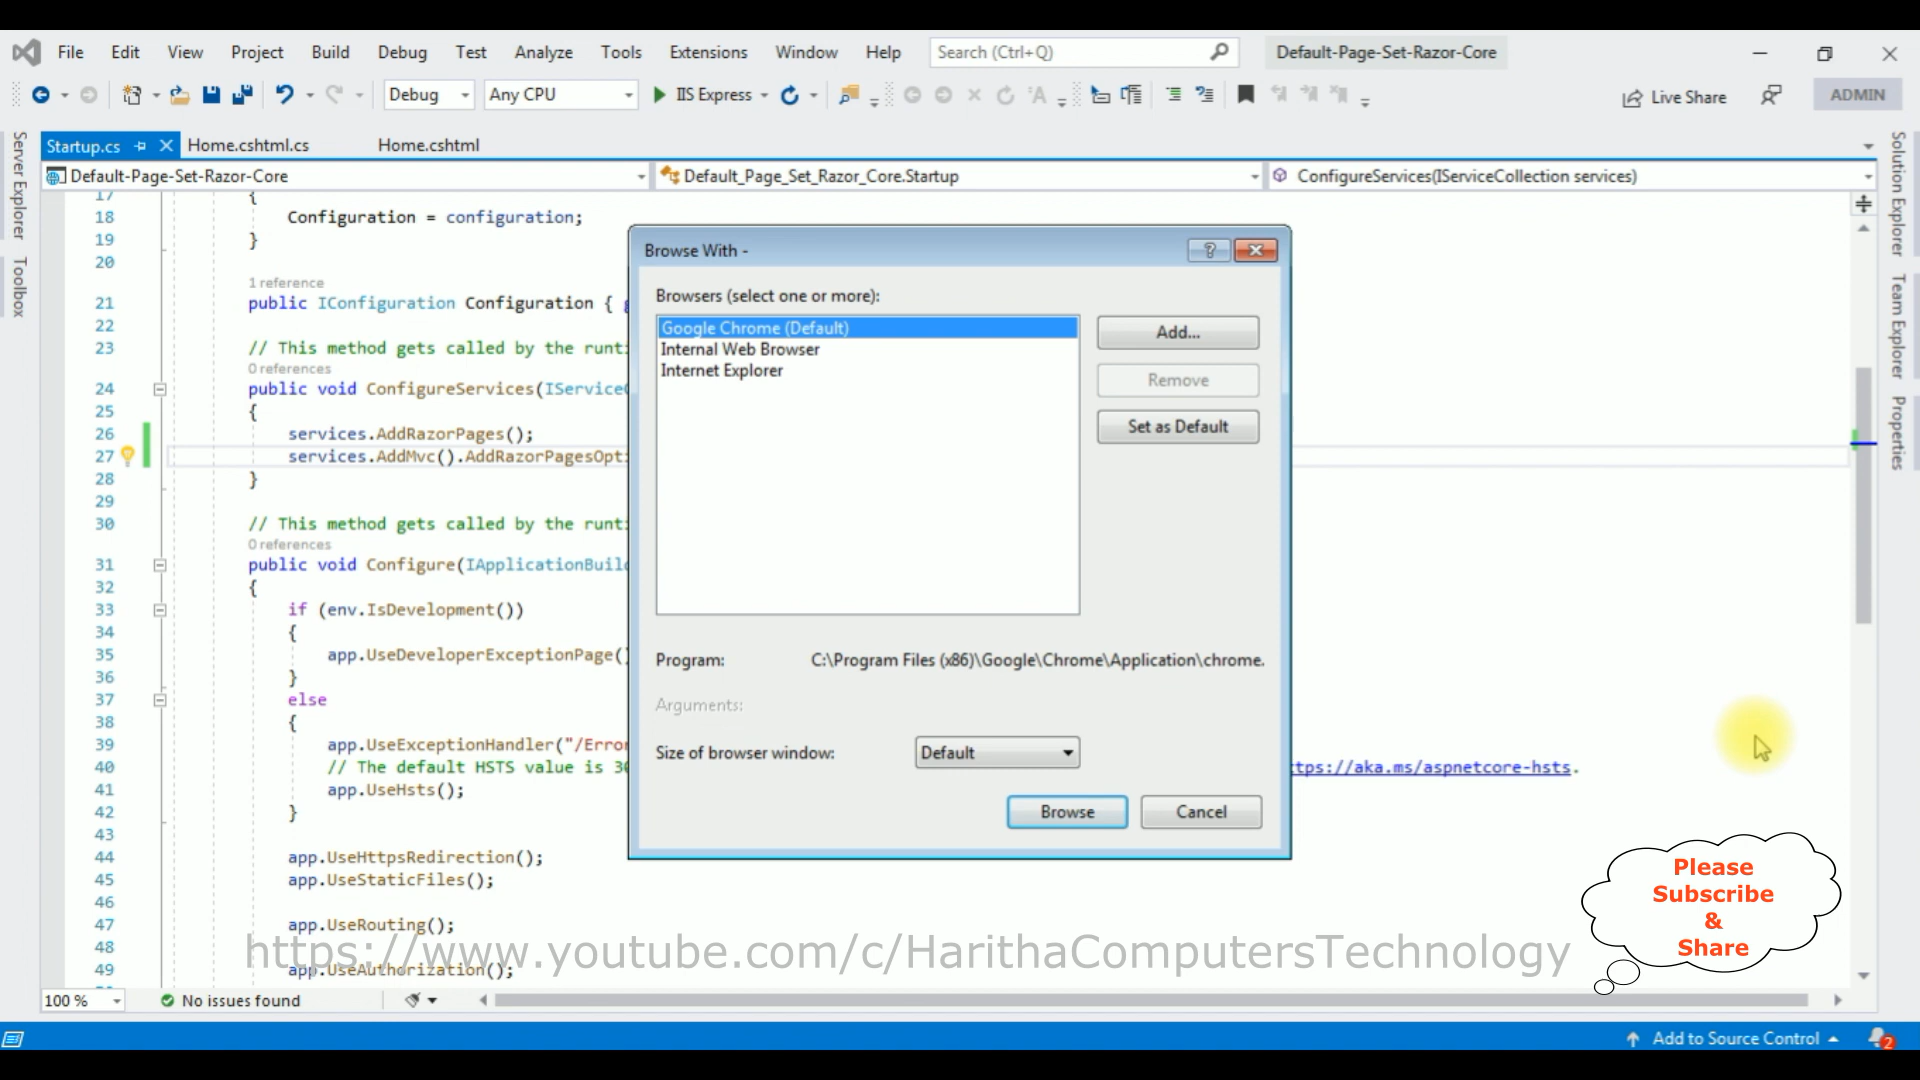 File Edit View Project Build Debug Test Analyze Tools Extensions Window Help Search (Ctrl+Q) Default-Page-Set-Razor-Core
Debug Any CPU IIS Express Live Share ADMIN
Server Explorer
Toolbox
Startup.cs Home.cshtml.cs Home.cshtml
Default-Page-Set-Razor-Core Default_Page_Set_Razor_Core.Startup ConfigureServices(IServiceCollection services)
17 {
18 Configuration = configuration;
19 }
20
1 reference
21 public IConfiguration Configuration {
22
23 // This method gets called by the runti
0 references
24 public void ConfigureServices(IService
25 {
26 services.AddRazorPages();
27 services.AddMvc().AddRazorPagesOpti
28 }
29
30 // This method gets called by the runti
0 references
31 public void Configure(IApplicationBuil
32 {
33 if (env.IsDevelopment())
34 {
35 app.UseDeveloperExceptionPage()
36 }
37 else
38 {
39 app.UseExceptionHandler("/Error
40 // The default HSTS value is 3 ttps://aka.ms/aspnetcore-hsts.
41 app.UseHsts();
42 }
43
44 app.UseHttpsRedirection();
45 app.UseStaticFiles();
46
47 app.UseRouting();
48
49 app.UseAuthorization();
Browse With -
Browsers (select one or more):
Google Chrome (Default)
Internal Web Browser
Internet Explorer
Add...
Remove
Set as Default
Program: C:\Program Files (x86)\Google\Chrome\Application\chrome.
Arguments:
Size of browser window: Default
Browse Cancel
Solution Explorer
Team Explorer
Properties
Please
Subscribe
&
Share
https://www.youtube.com/c/HarithaComputersTechnology
100 % No issues found
Add to Source Control 2